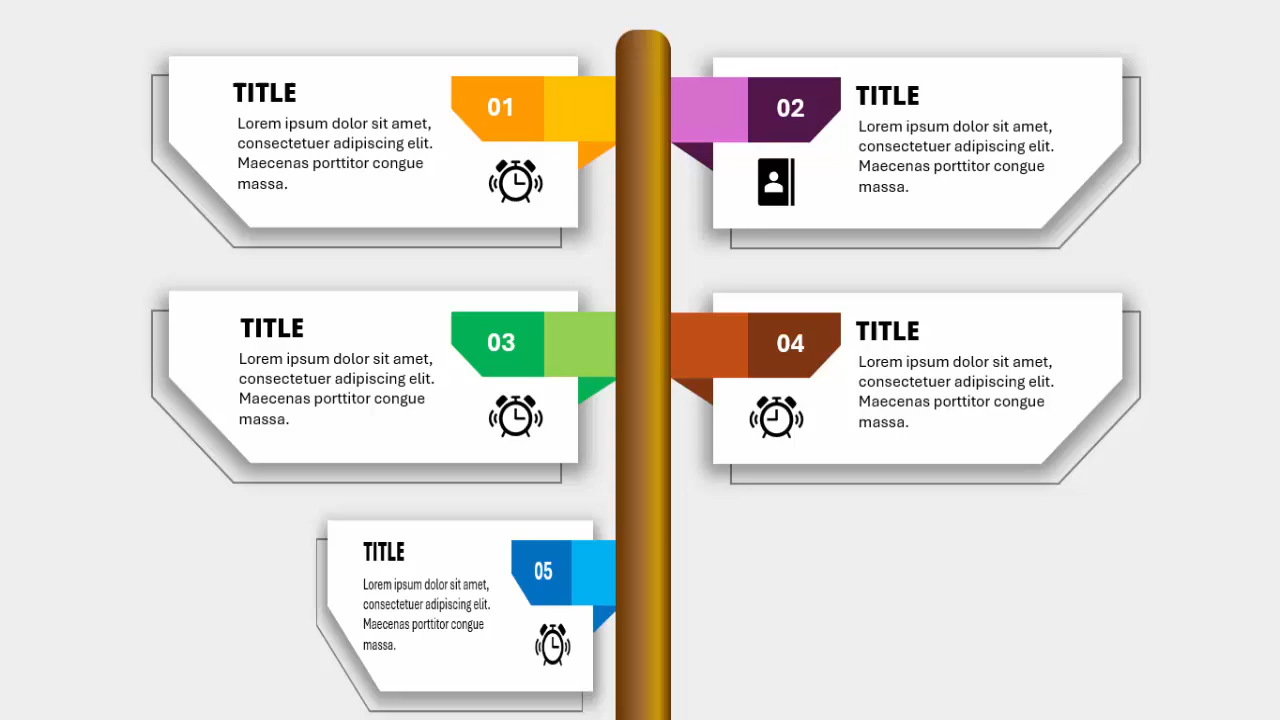 TITLE
Lorem ipsum dolor sit amet,
consectetuer adipiscing elit.
Maecenas porttitor congue
massa.
01
02
TITLE
Lorem ipsum dolor sit amet,
consectetuer adipiscing elit.
Maecenas porttitor congue
massa.
TITLE
Lorem ipsum dolor sit amet,
consectetuer adipiscing elit.
Maecenas porttitor congue
massa.
03
04
TITLE
Lorem ipsum dolor sit amet,
consectetuer adipiscing elit.
Maecenas porttitor congue
massa.
TITLE
Lorem ipsum dolor sit amet,
consectetuer adipiscing elit.
Maecenas porttitor congue
massa.
05